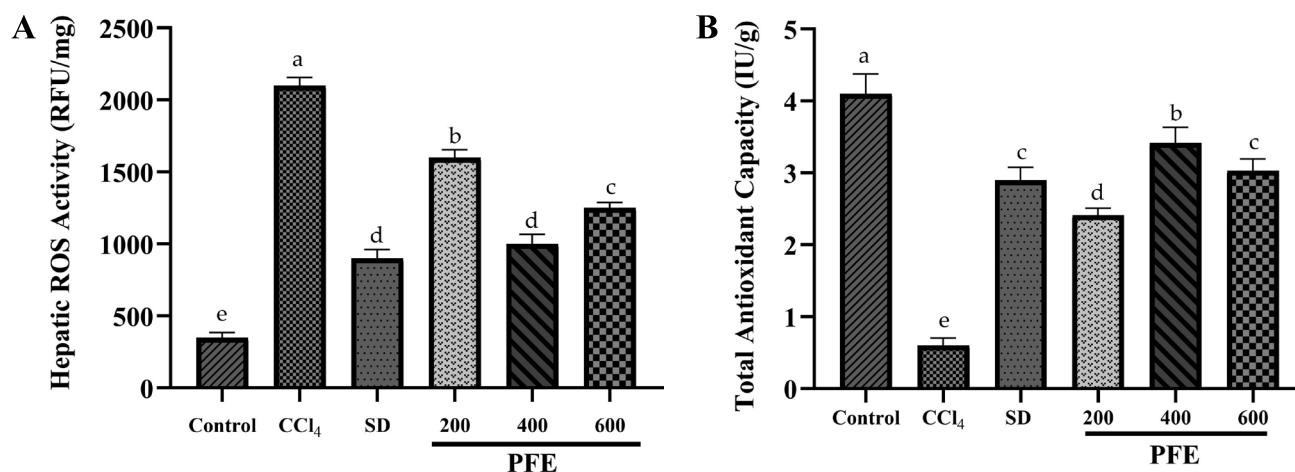 A
Hepatic ROS Activity (RFU/mg)
2500
2000
1500
1000
500
0
e
a
d
b
d
c
Control CCl₄ SD 200 400 600
PFE
B
Total Antioxidant Capacity (IU/g)
5
4
3
2
1
0
a
e
c
d
b
c
Control CCl₄ SD 200 400 600
PFE